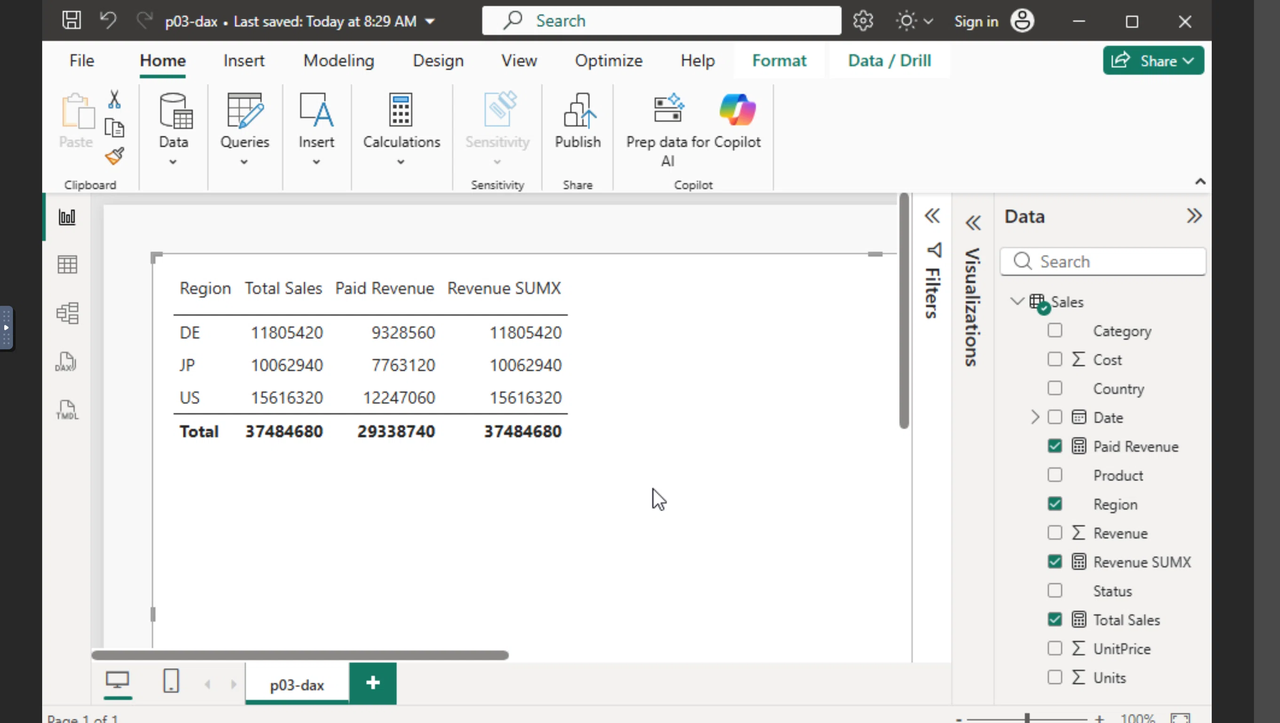 p03-dax • Last saved: Today at 8:29 AM
Search
Sign in
File Home Insert Modeling Design View Optimize Help Format Data / Drill
Share
Paste
Data
Queries
Insert
Calculations
Sensitivity
Publish
Prep data for AI
Copilot
Clipboard
Sensitivity
Share
Copilot
DAX
TMDL
Region Total Sales Paid Revenue Revenue SUMX
DE 11805420 9328560 11805420
JP 10062940 7763120 10062940
US 15616320 12247060 15616320
Total 37484680 29338740 37484680
Filters
Visualizations
Data
Search
Sales
Category
Σ Cost
Country
Date
Paid Revenue
Product
Region
Σ Revenue
Revenue SUMX
Status
Total Sales
Σ UnitPrice
Σ Units
p03-dax
+
Page 1 of 1
- + 100%